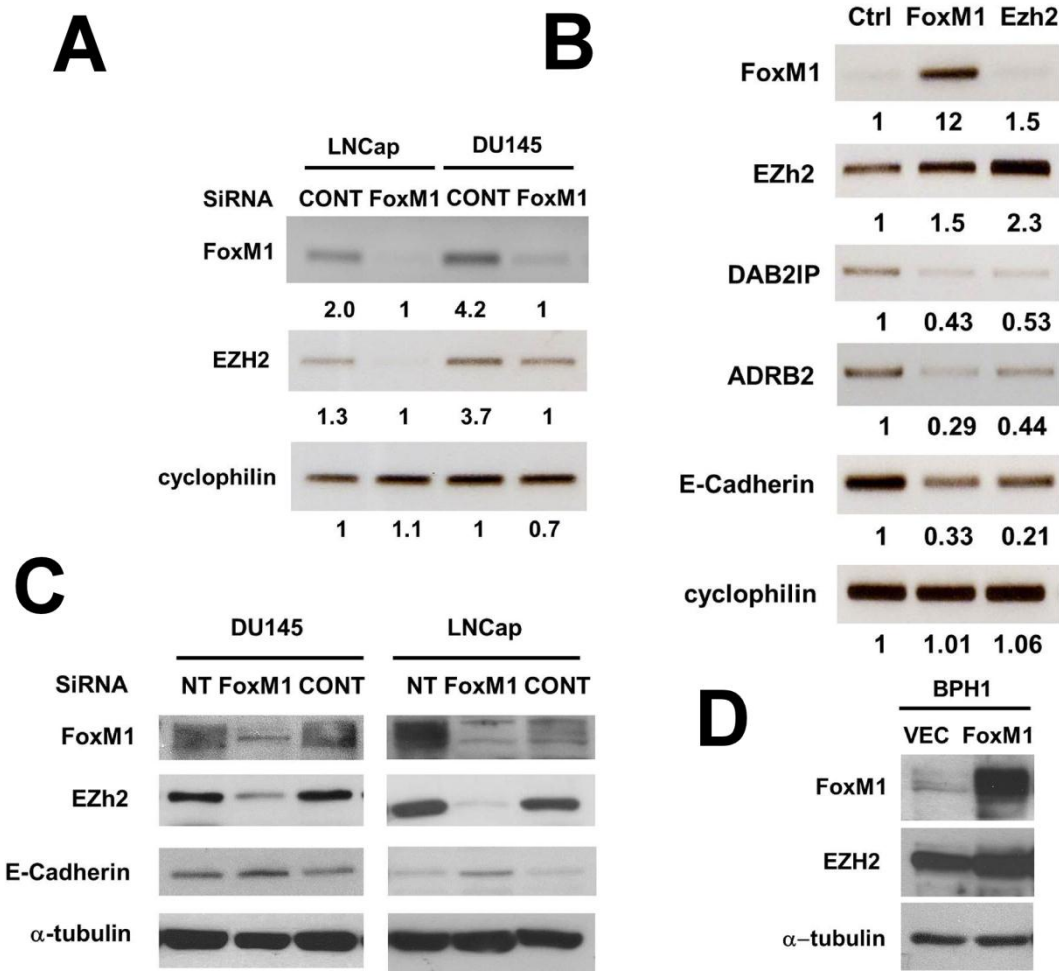 A
LNCap DU145
SiRNA CONT FoxM1 CONT FoxM1
FoxM1
2.0 1 4.2 1
EZH2
1.3 1 3.7 1
cyclophilin
1 1.1 1 0.7
B
Ctrl FoxM1 Ezh2
FoxM1
1 12 1.5
EZh2
1 1.5 2.3
DAB2IP
1 0.43 0.53
ADRB2
1 0.29 0.44
E-Cadherin
1 0.33 0.21
cyclophilin
1 1.01 1.06
C
DU145 LNCap
SiRNA NT FoxM1 CONT NT FoxM1 CONT
FoxM1
EZh2
E-Cadherin
α-tubulin
D
BPH1
VEC FoxM1
FoxM1
EZH2
α–tubulin